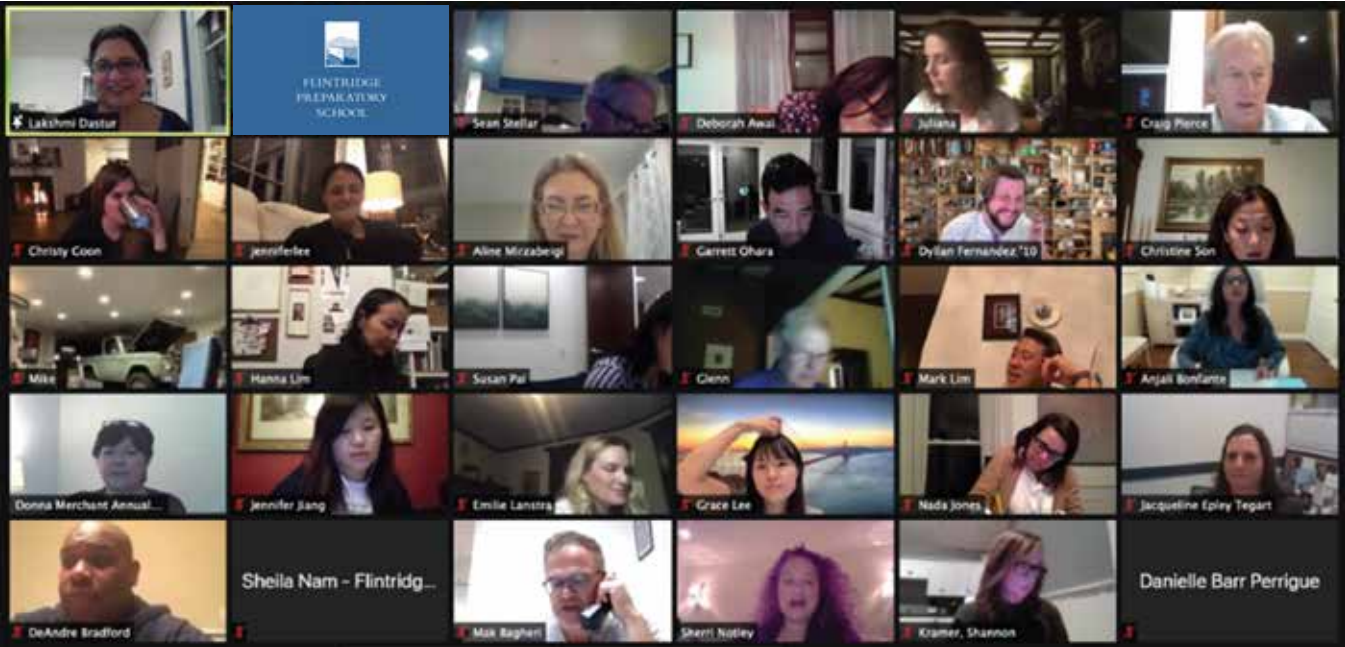 Lakshmi Dastur
FLINTRIDGE
PREPARATORY
SCHOOL
Sean Stellar
Deborah Awai
Juliana
Craig Pierce
Christy Coon
jenniferlee
Aline Mirzabeigi
Garrett Ohara
Dyllan Fernandez "10
Christine Son
Mike
Hanna Lim
Susan Pai
Glenn
Mark Lim
Anjali Bonfante
Donna Merchant Annual...
Jennifer Jiang
Emilie Lanstra
Grace Lee
Nada Jones
Jacqueline Epley Tegart
DeAndre Bradford
Sheila Nam - Flintridg...
Mak Bagheri
Sherri Notley
Kramer, Shannon
Danielle Barr Perrigue